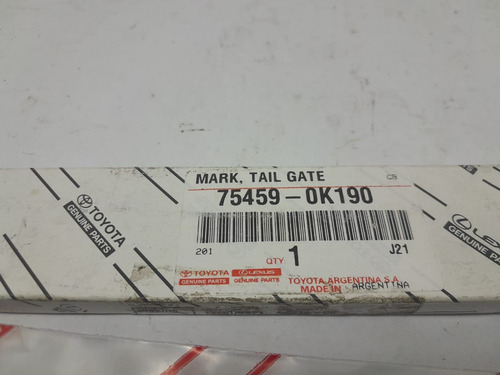 MARK, TAIL GATE
75459-0K190
201
QTY 1
J21
TOYOTA
GENUINE PARTS
LEXUS
GENUINE PARTS
TOYOTA ARGENTINA S.A.
MADE IN ARGENTINA
TOYOTA
GENUINE PARTS
LEXUS
GENUINE PARTS